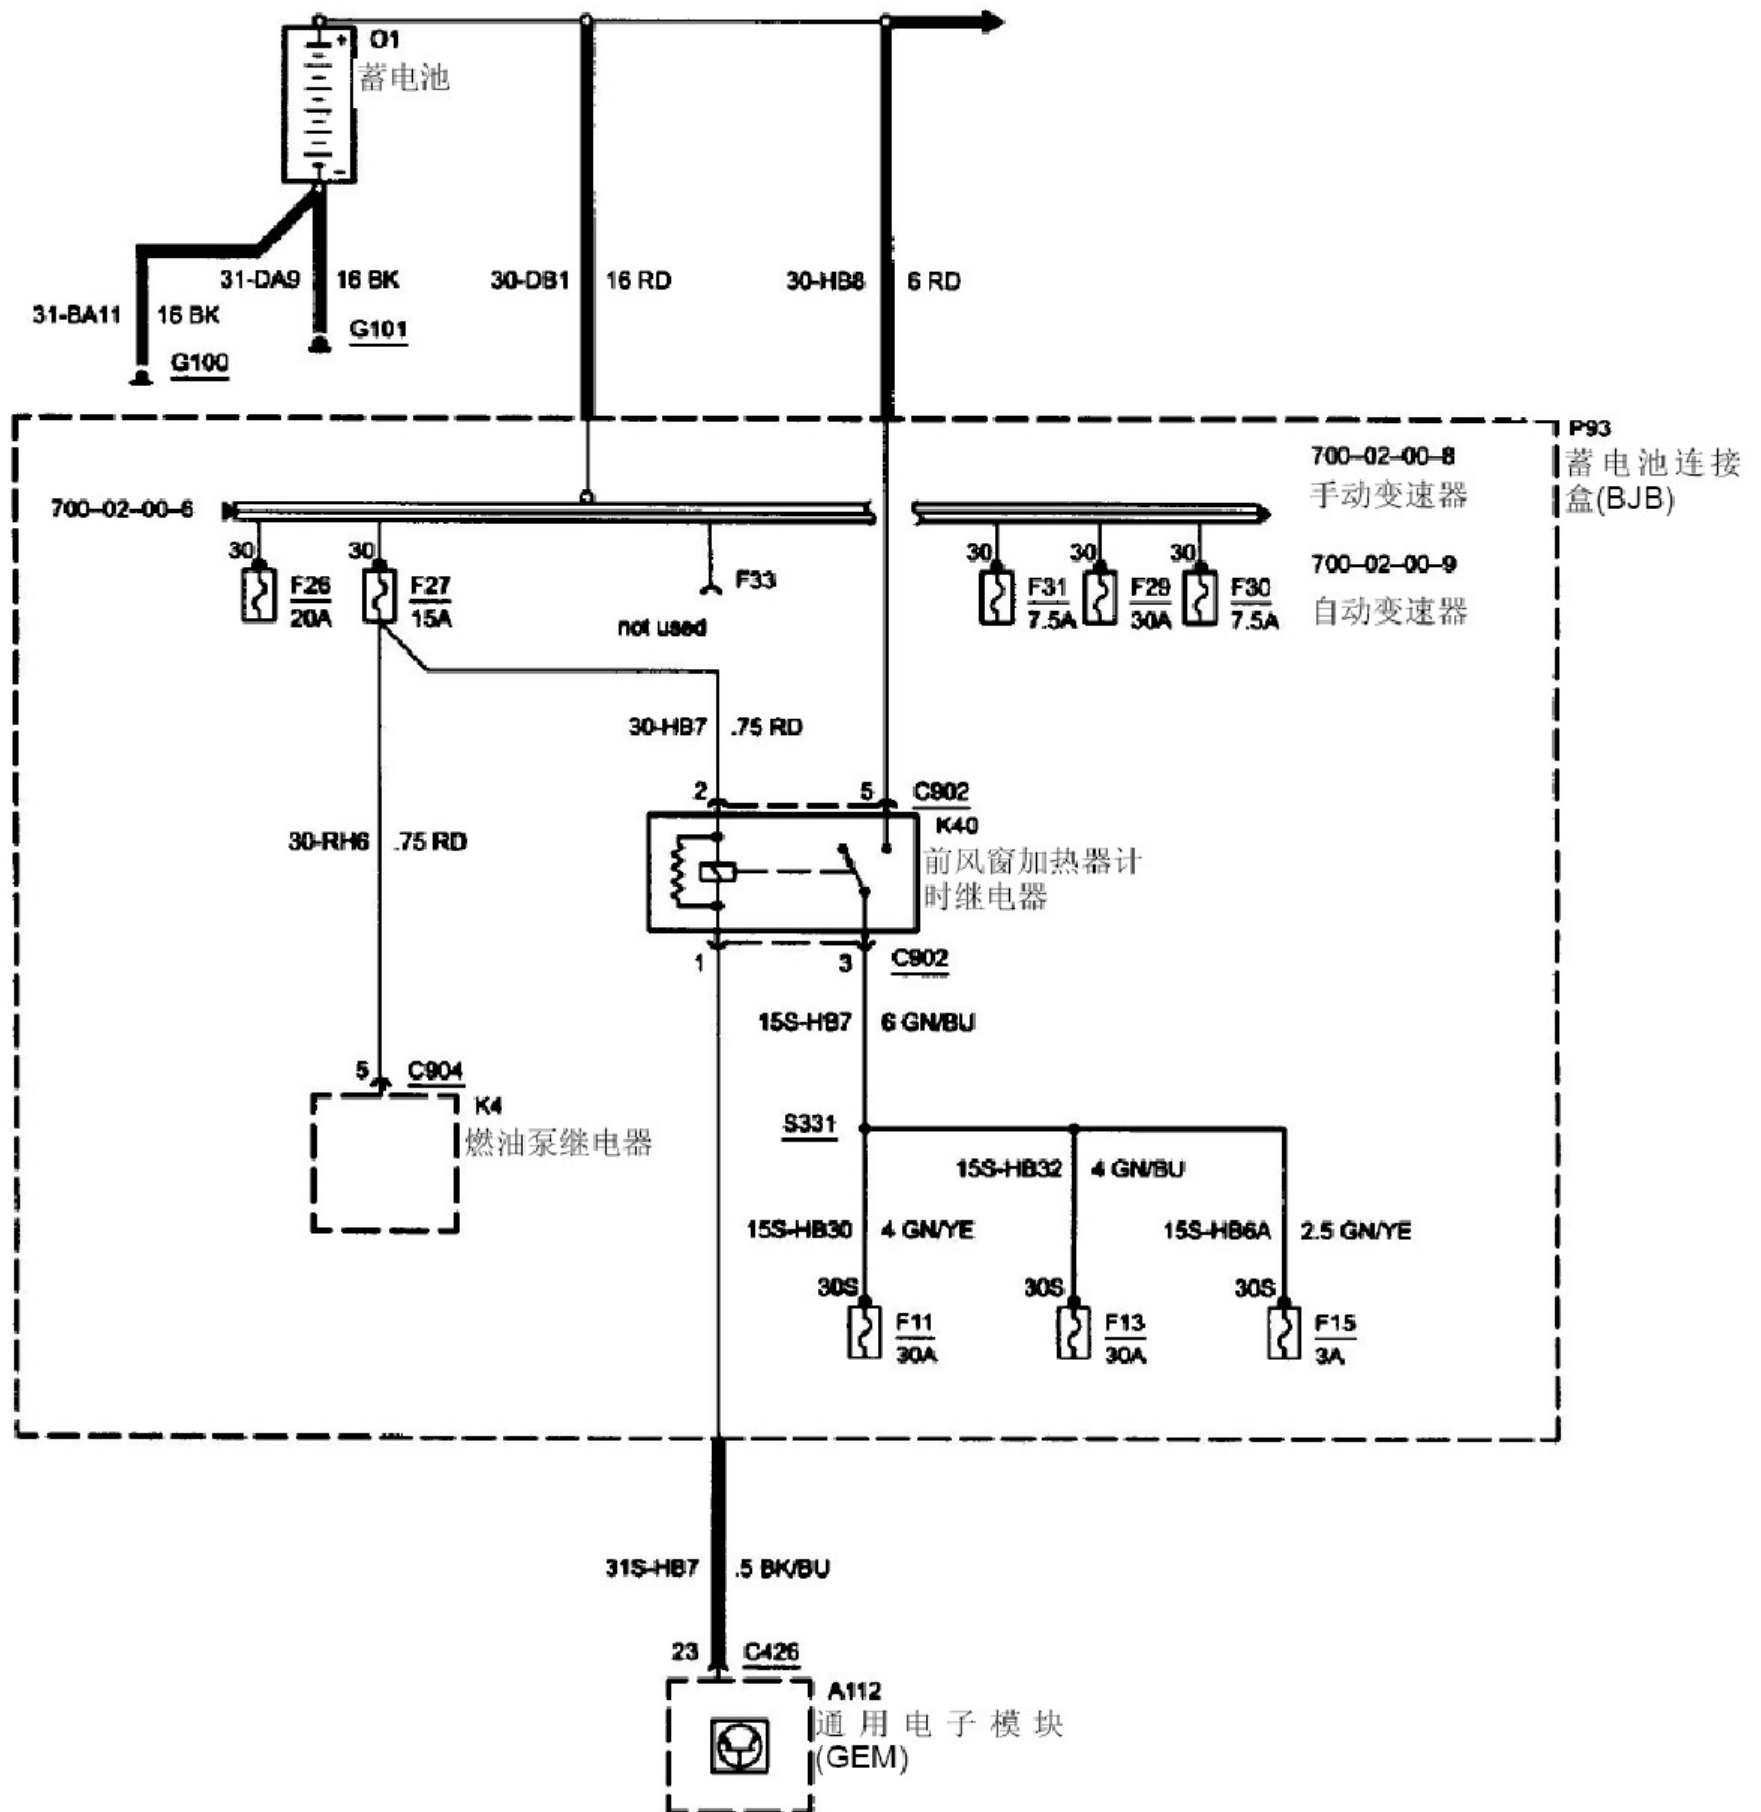 +
01
蓄电池
-
31-DA9 16 BK
30-DB1 16 RD
30-HB8 6 RD
31-BA11 16 BK
G101
G100
P93
蓄电池连接
盒(BJB)
700-02-00-8
手动变速器
700-02-00-6
700-02-00-9
自动变速器
30 30 30 30 30
F26
20A
F27
15A
F33
not used
F31
7.5A
F29
30A
F30
7.5A
30-HB7 .75 RD
2 5 C902
K40
前风窗加热器计
时继电器
30-RH6 .75 RD
1 3 C902
15S-HB7 6 GN/BU
5 C904
K4
燃油泵继电器
S331
15S-HB32 4 GN/BU
15S-HB30 4 GN/YE
15S-HB6A 2.5 GN/YE
30S 30S 30S
F11
30A
F13
30A
F15
3A
31S-HB7 .5 BK/BU
23 C426
A112
通用电子模块
(GEM)